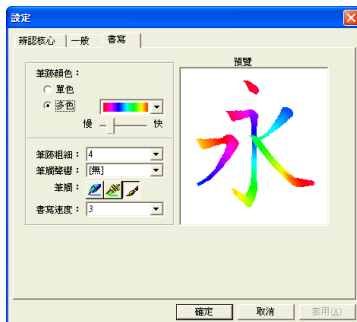 設定
辨認核心 一般 書寫
筆跡顏色：
單色
漸色
慢 快
筆跡粗細： 4
筆觸聲響： [無]
筆觸：
書寫速度： 3
預覽
永
確定 取消 套用(A)